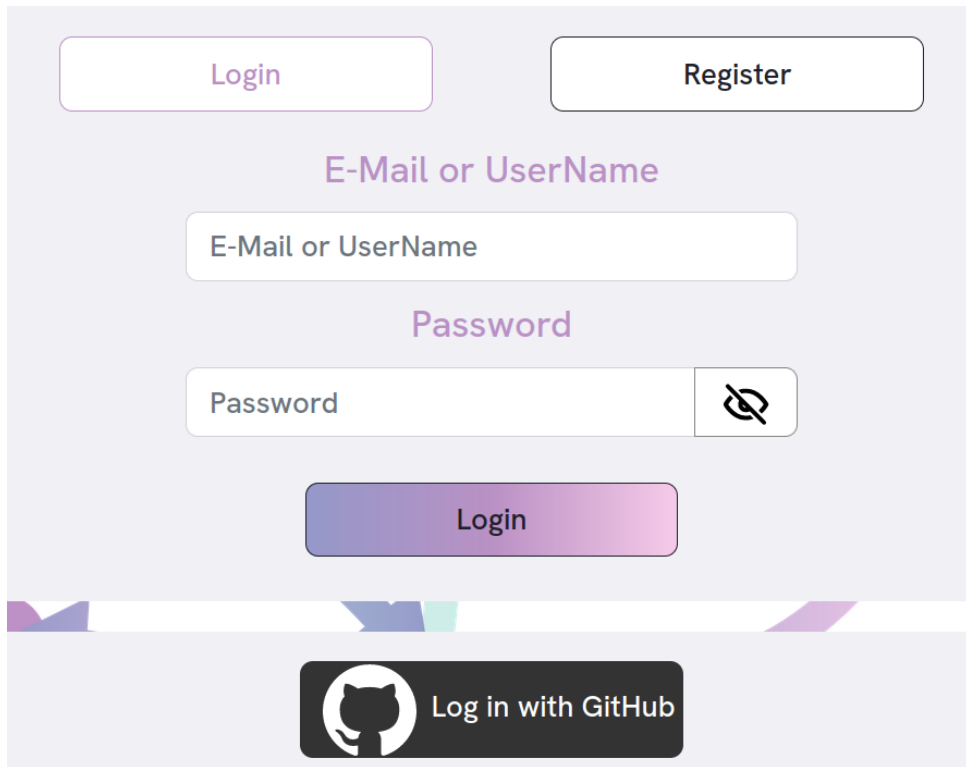 Login
Register
E-Mail or UserName
E-Mail or UserName
Password
Password
Login
Log in with GitHub